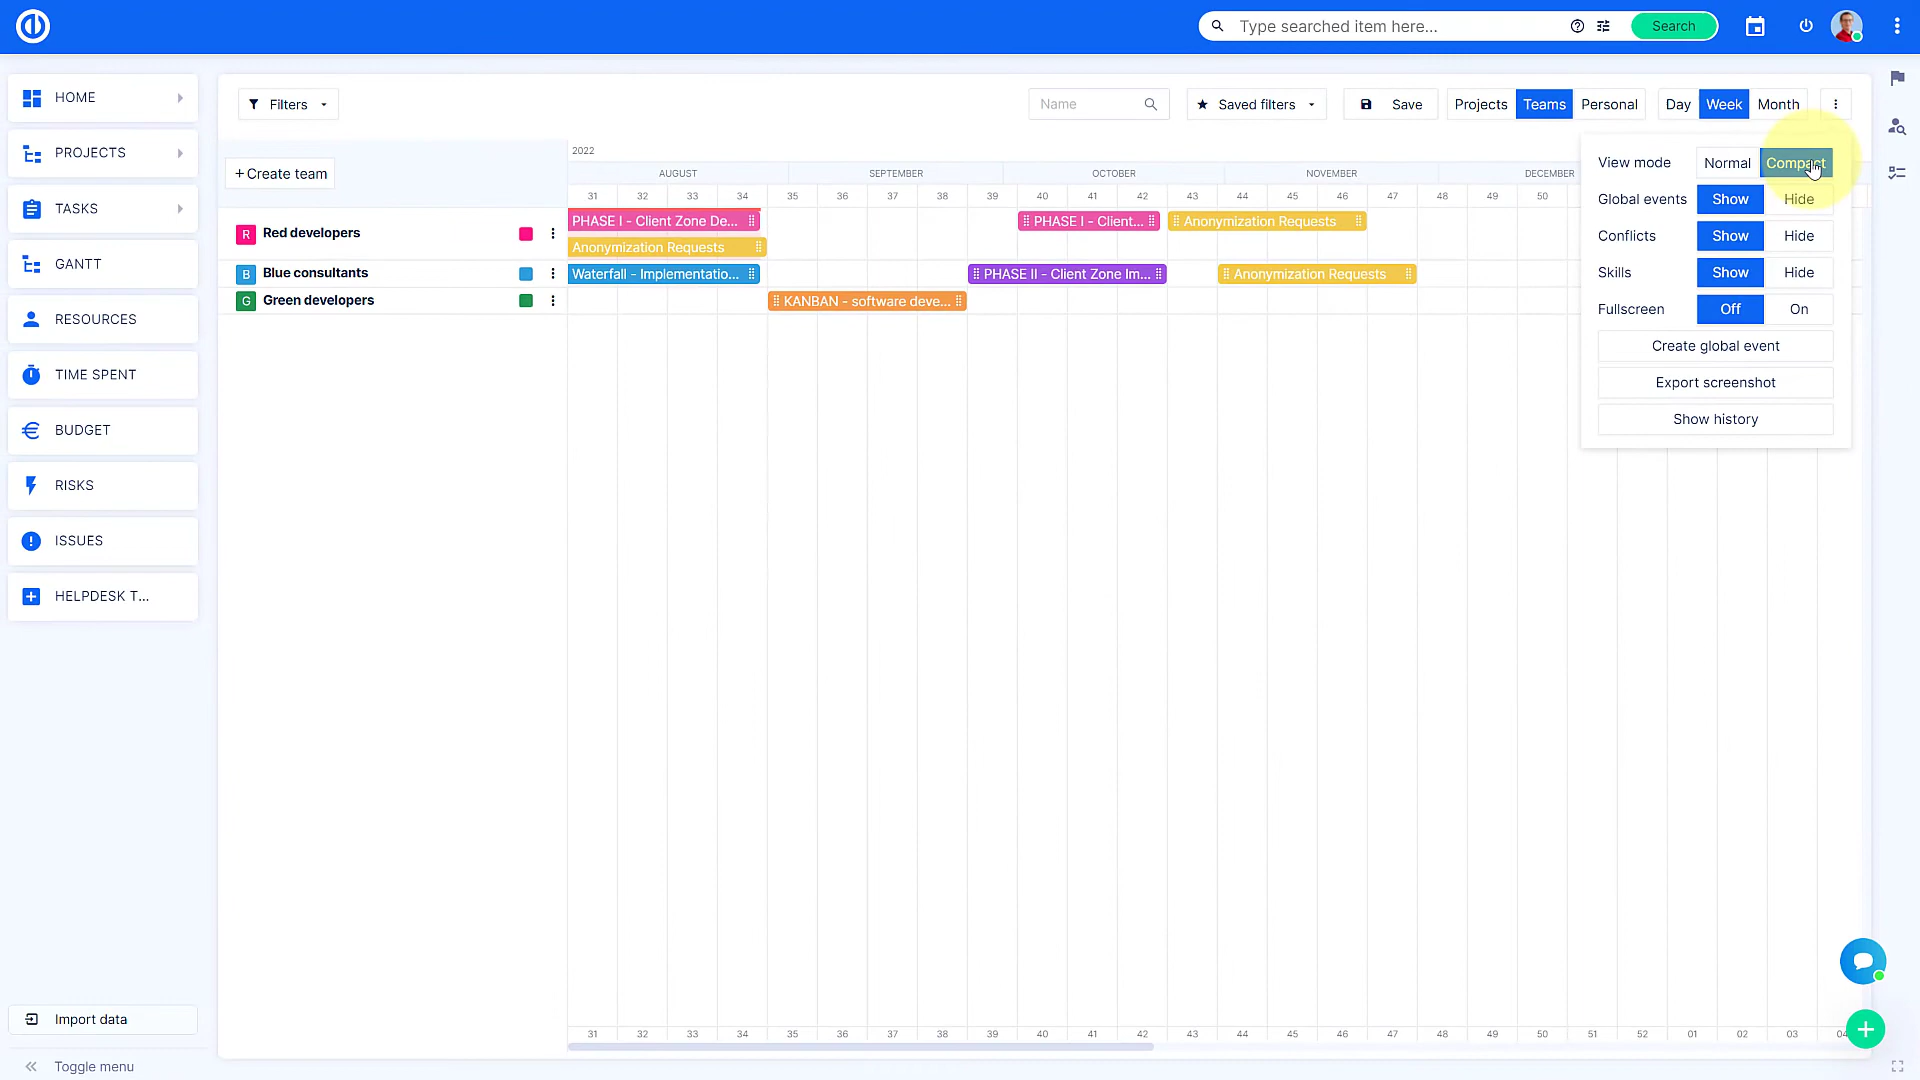 Type searched item here...
Search
HOME
PROJECTS
TASKS
GANTT
RESOURCES
TIME SPENT
BUDGET
RISKS
ISSUES
HELPDESK T...
Import data
Toggle menu
Filters
Name
Saved filters
Save
Projects Teams Personal
Day Week Month
+ Create team
2022
AUGUST SEPTEMBER OCTOBER NOVEMBER DECEMBER
31 32 33 34 35 36 37 38 39 40 41 42 43 44 45 46 47 48 49 50
R Red developers
PHASE I - Client Zone De... PHASE I - Client... Anonymization Requests
Anonymization Requests
B Blue consultants
Waterfall - Implementatio... PHASE II - Client Zone Im... Anonymization Requests
G Green developers
KANBAN - software deve...
View mode Normal Compact
Global events Show Hide
Conflicts Show Hide
Skills Show Hide
Fullscreen Off On
Create global event
Export screenshot
Show history
31 32 33 34 35 36 37 38 39 40 41 42 43 44 45 46 47 48 49 50 51 52 01 02 03 04